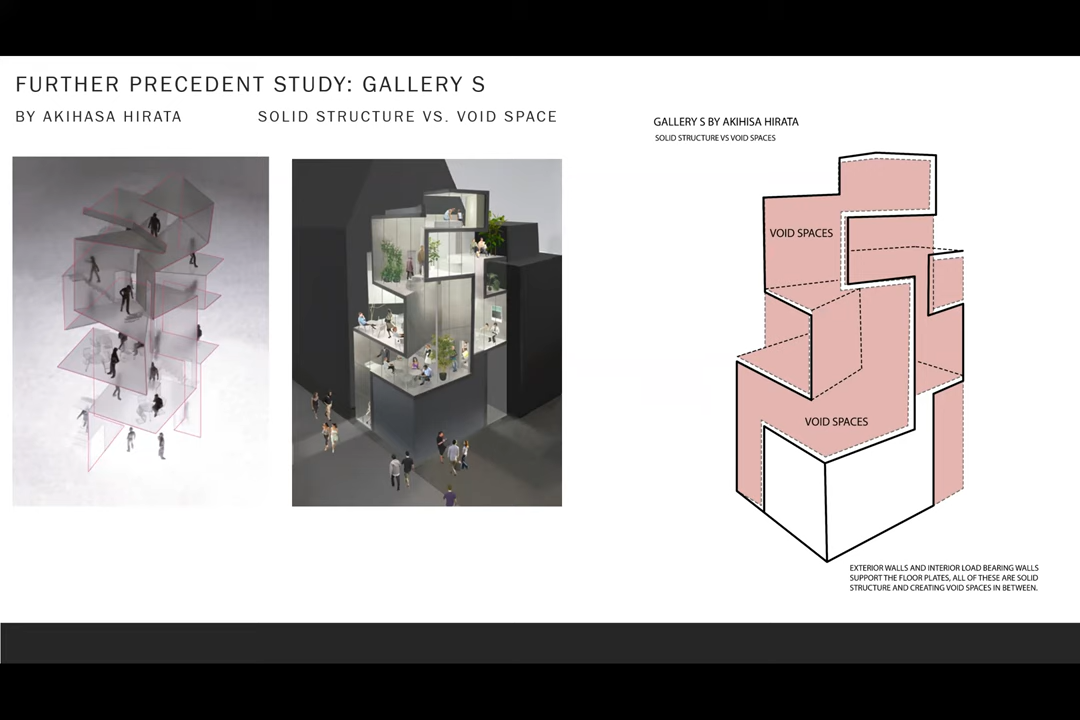 FURTHER PRECEDENT STUDY: GALLERY S
BY AKIHASA HIRATA
SOLID STRUCTURE VS. VOID SPACE
GALLERY S BY AKIHISA HIRATA
SOLID STRUCTURE VS VOID SPACES
VOID SPACES
VOID SPACES
EXTERIOR WALLS AND INTERIOR LOAD BEARING WALLS
SUPPORT THE FLOOR PLATES, ALL OF THESE ARE SOLID
STRUCTURE AND CREATING VOID SPACES IN BETWEEN.